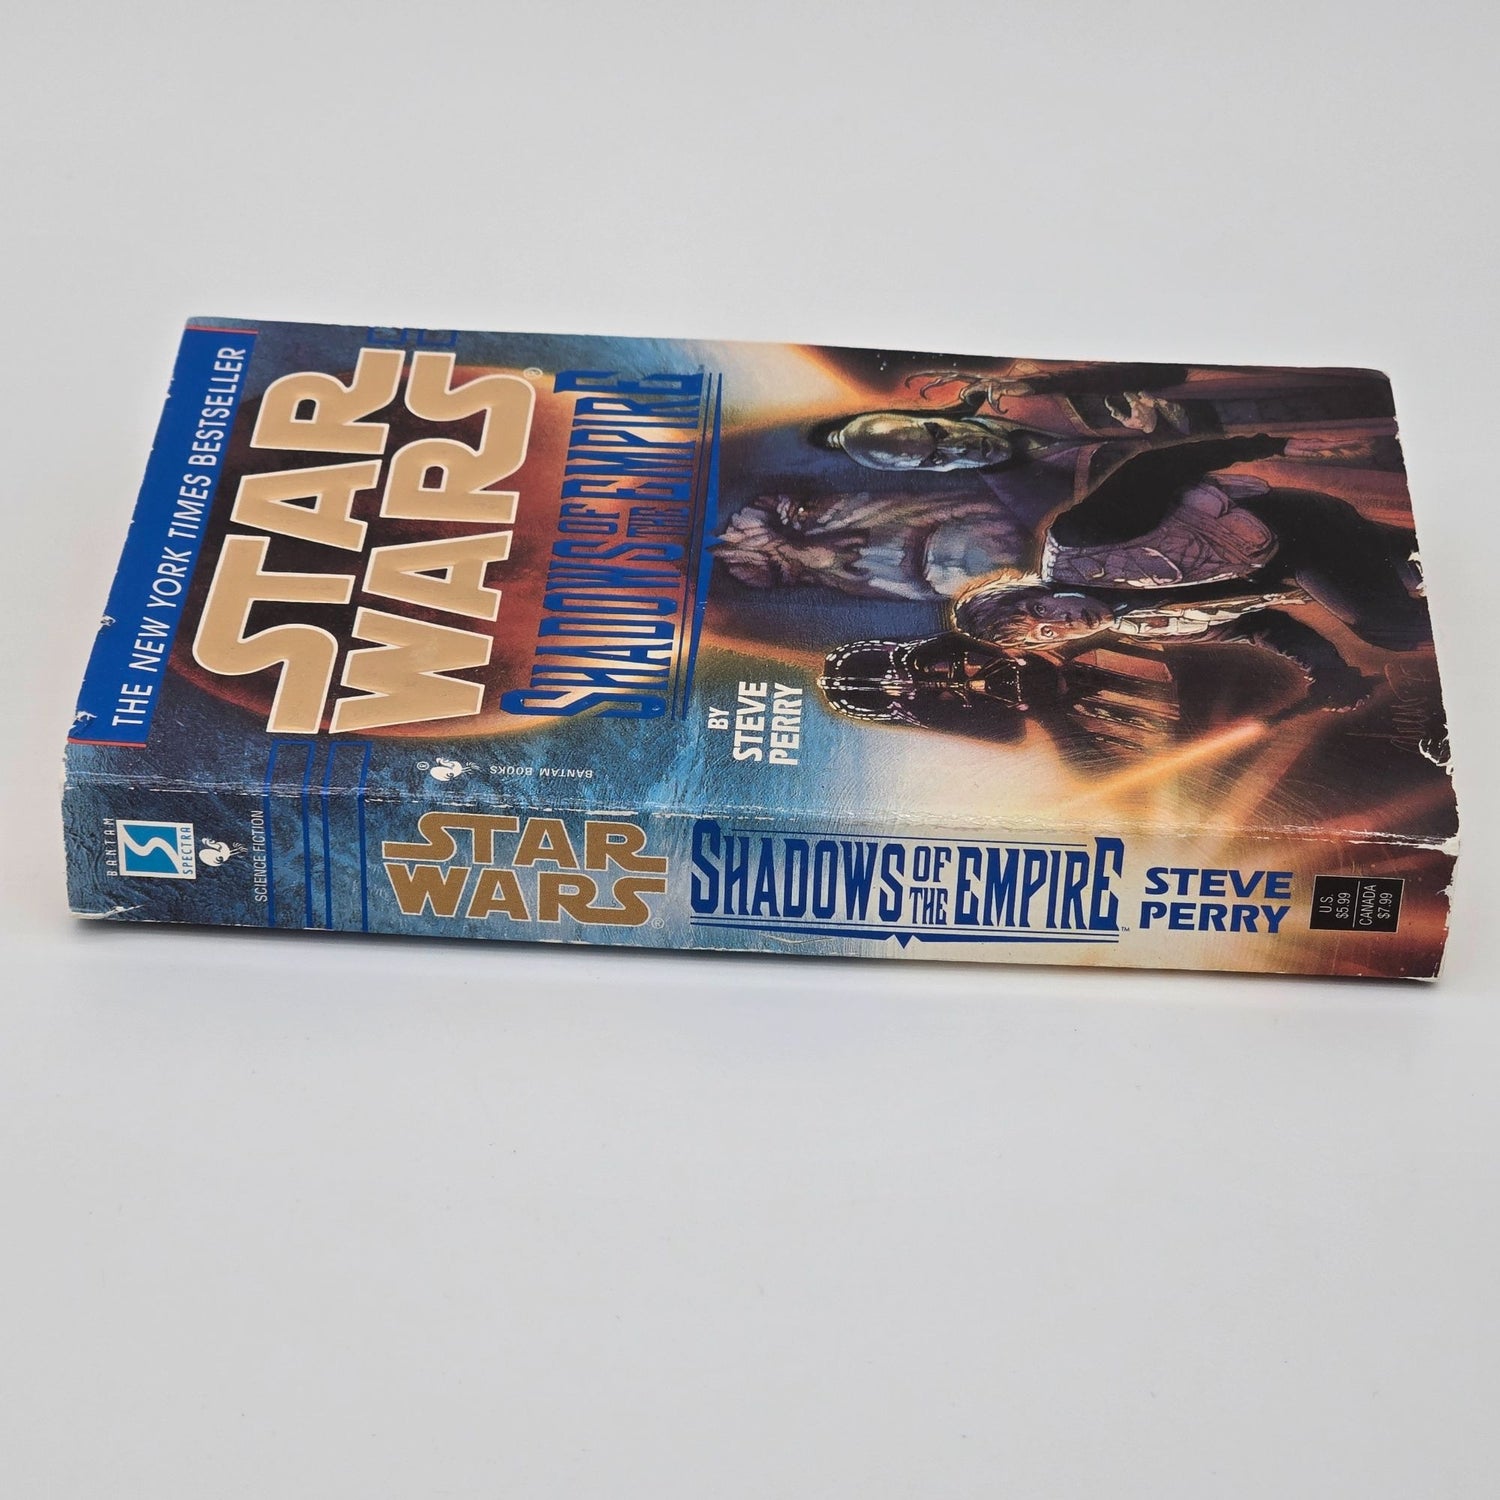 THE NEW YORK TIMES BESTSELLER
STAR
WARS®
SHADOWS OF
THE EMPIRE
BY
STEVE
PERRY
® BANTAM BOOKS
BANTAM
S
SPECTRA
SCIENCE FICTION
STAR
WARS
SHADOWS OF
THE EMPIRE™
STEVE
PERRY
U.S.
$5.99
CANADA
$7.99